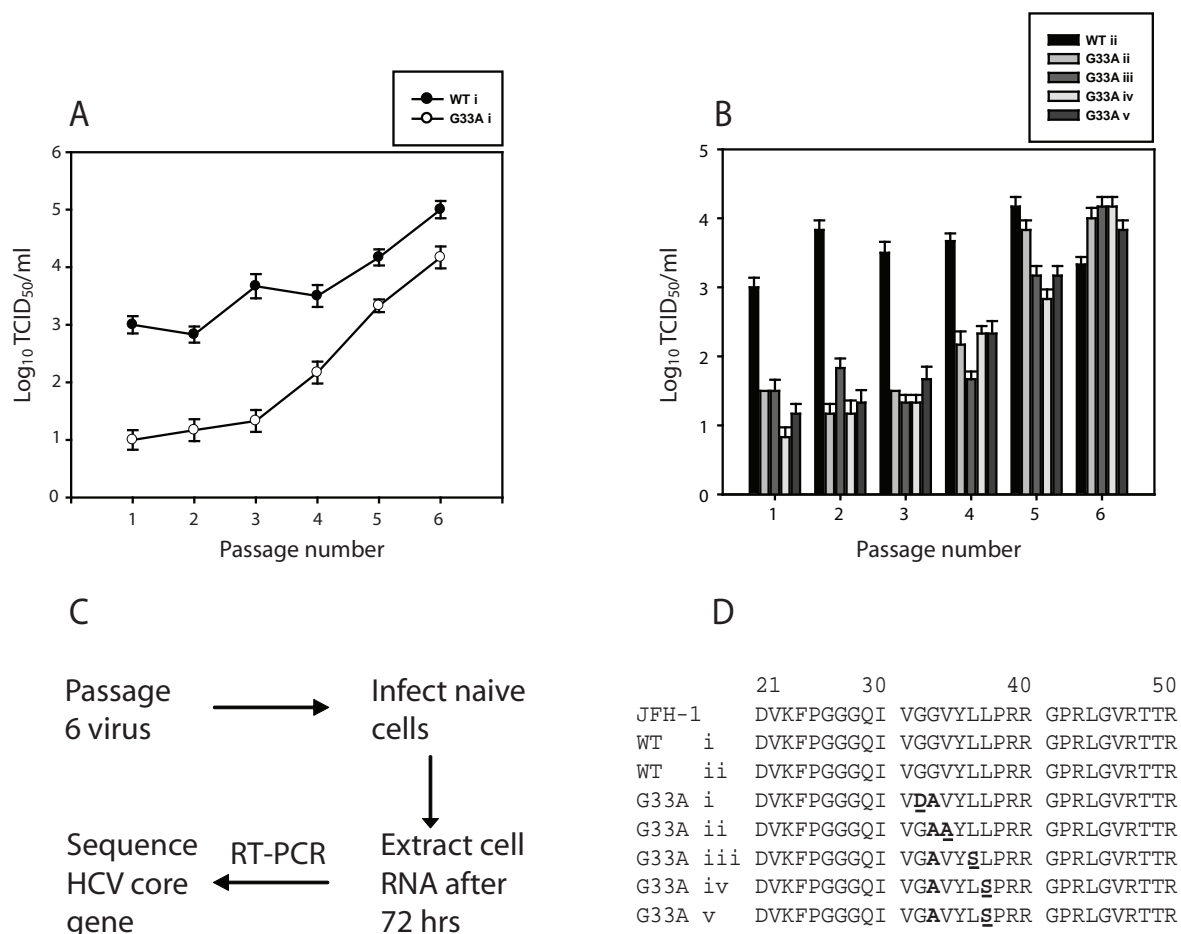 A
WT i
G33A i
Log10 TCID50/ml
6
5
4
3
2
1
0
1 2 3 4 5 6
Passage number
B
WT ii
G33A ii
G33A iii
G33A iv
G33A v
Log10 TCID50/ml
5
4
3
2
1
0
1 2 3 4 5 6
Passage number
C
Passage
6 virus
Infect naive
cells
Extract cell
RNA after
72 hrs
RT-PCR
Sequence
HCV core
gene
D
21 30 40 50
JFH-1 DVKFPGGGQI VGGVYLLPRR GPRLGVRTTR
WT i DVKFPGGGQI VGGVYLLPRR GPRLGVRTTR
WT ii DVKFPGGGQI VGGVYLLPRR GPRLGVRTTR
G33A i DVKFPGGGQI VDAVYLLPRR GPRLGVRTTR
G33A ii DVKFPGGGQI VGAAYLLPRR GPRLGVRTTR
G33A iii DVKFPGGGQI VGAVYSLPRR GPRLGVRTTR
G33A iv DVKFPGGGQI VGAVYLSPRR GPRLGVRTTR
G33A v DVKFPGGGQI VGAVYLSPRR GPRLGVRTTR